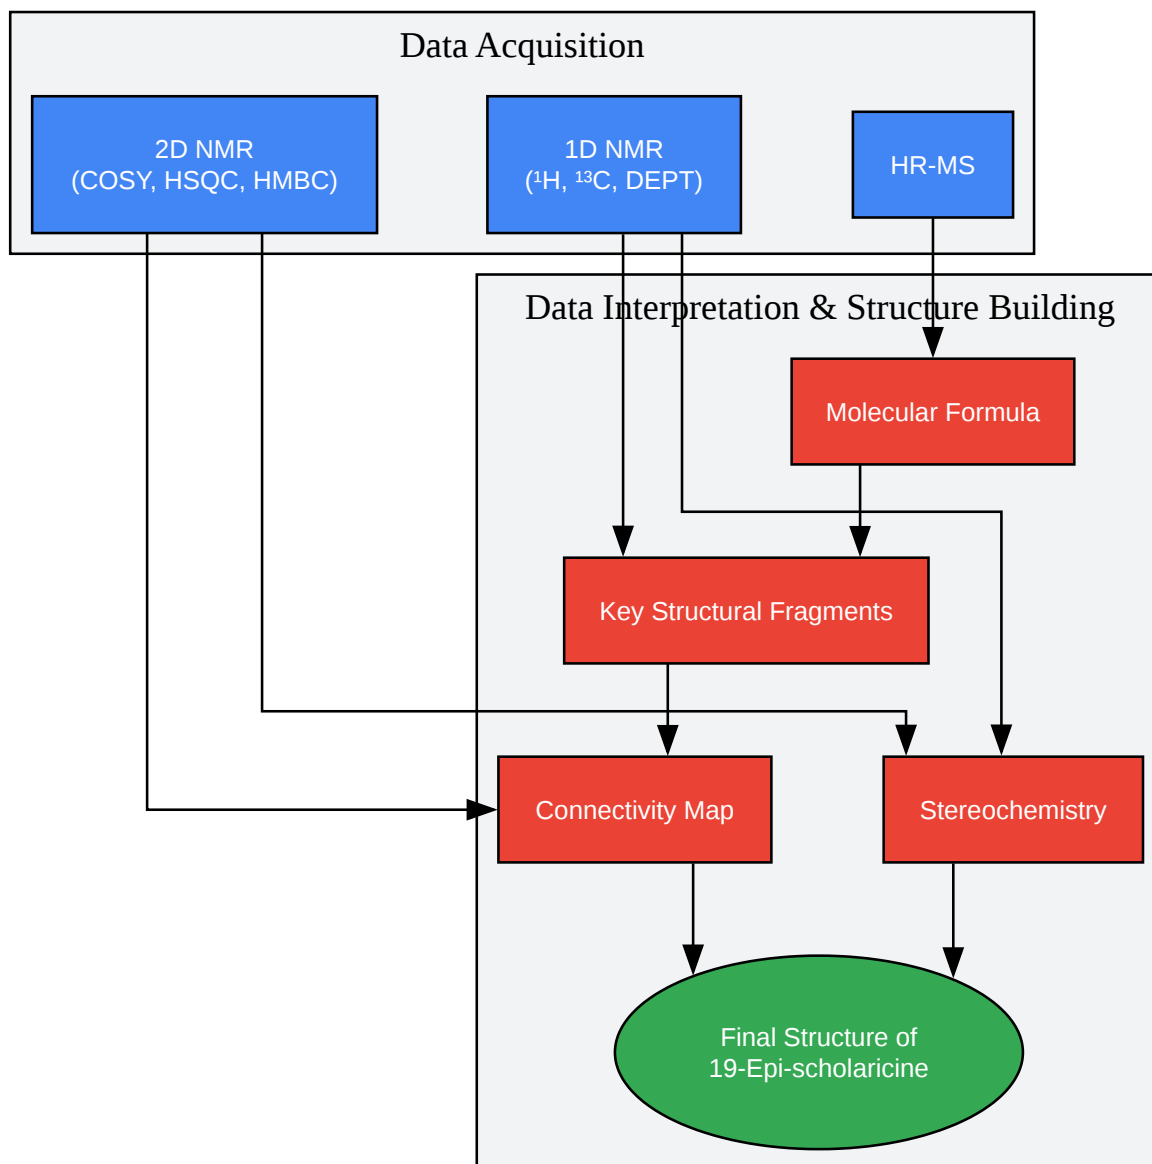 Data Acquisition
2D NMR
(COSY, HSQC, HMBC)
1D NMR
(¹H, ¹³C, DEPT)
HR-MS
Data Interpretation & Structure Building
Molecular Formula
Key Structural Fragments
Connectivity Map
Stereochemistry
Final Structure of
19-Epi-scholaricine